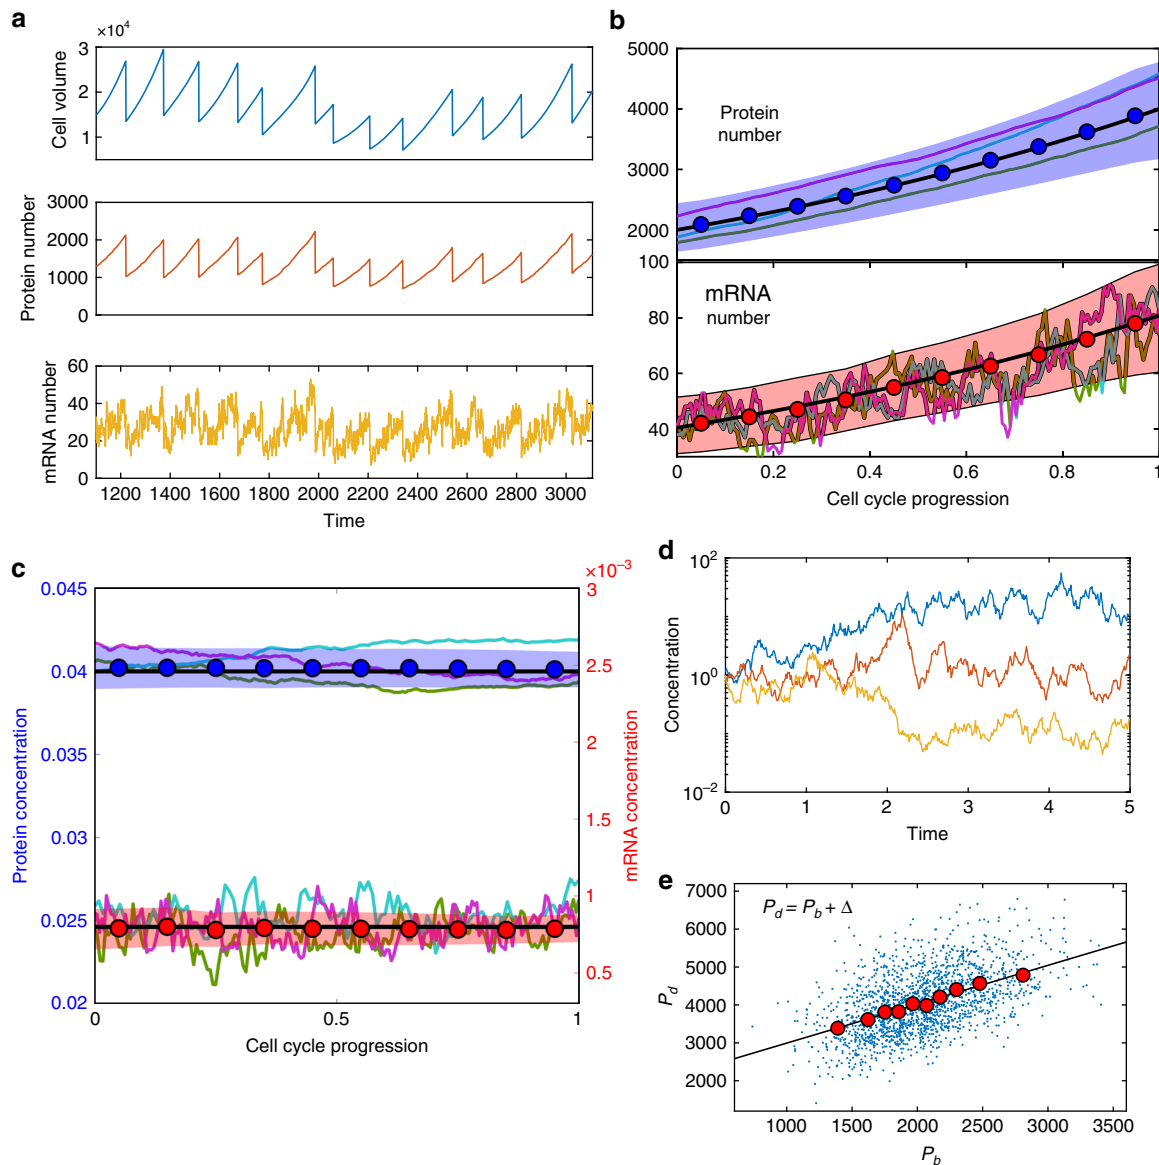 a
×10⁴
3
2
1
Cell volume
3000
2000
1000
0
Protein number
60
40
20
0
mRNA number
1200 1400 1600 1800 2000 2200 2400 2600 2800 3000
Time
b
5000
4000
3000
2000
Protein
number
100
80
60
40
mRNA
number
0 0.2 0.4 0.6 0.8 1
Cell cycle progression
c
×10⁻³
0.045
0.04
0.035
0.03
0.025
0.02
Protein concentration
3
2.5
2
1.5
1
0.5
mRNA concentration
0 0.5 1
Cell cycle progression
d
10²
10⁰
10⁻²
Concentration
0 1 2 3 4 5
Time
e
7000
6000
5000
4000
3000
2000
P_d
P_d = P_b + Δ
1000 1500 2000 2500 3000 3500
P_b